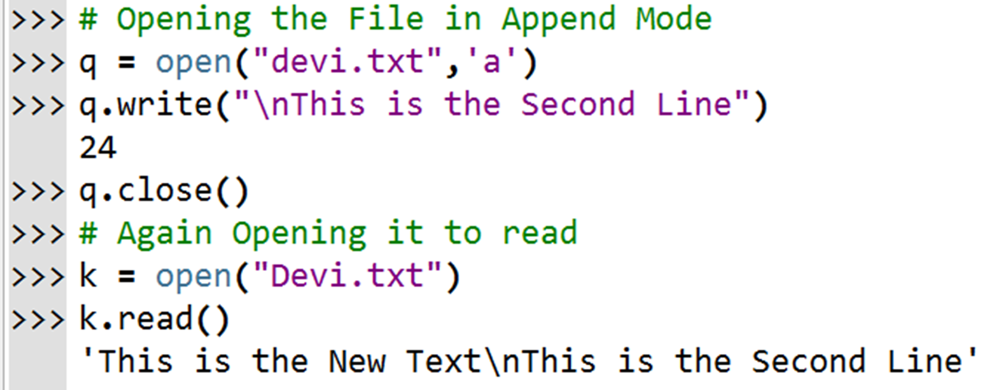 >>> # Opening the File in Append Mode
>>> q = open("devi.txt",'a')
>>> q.write("\nThis is the Second Line")
24
>>> q.close()
>>> # Again Opening it to read
>>> k = open("Devi.txt")
>>> k.read()
'This is the New Text\nThis is the Second Line'